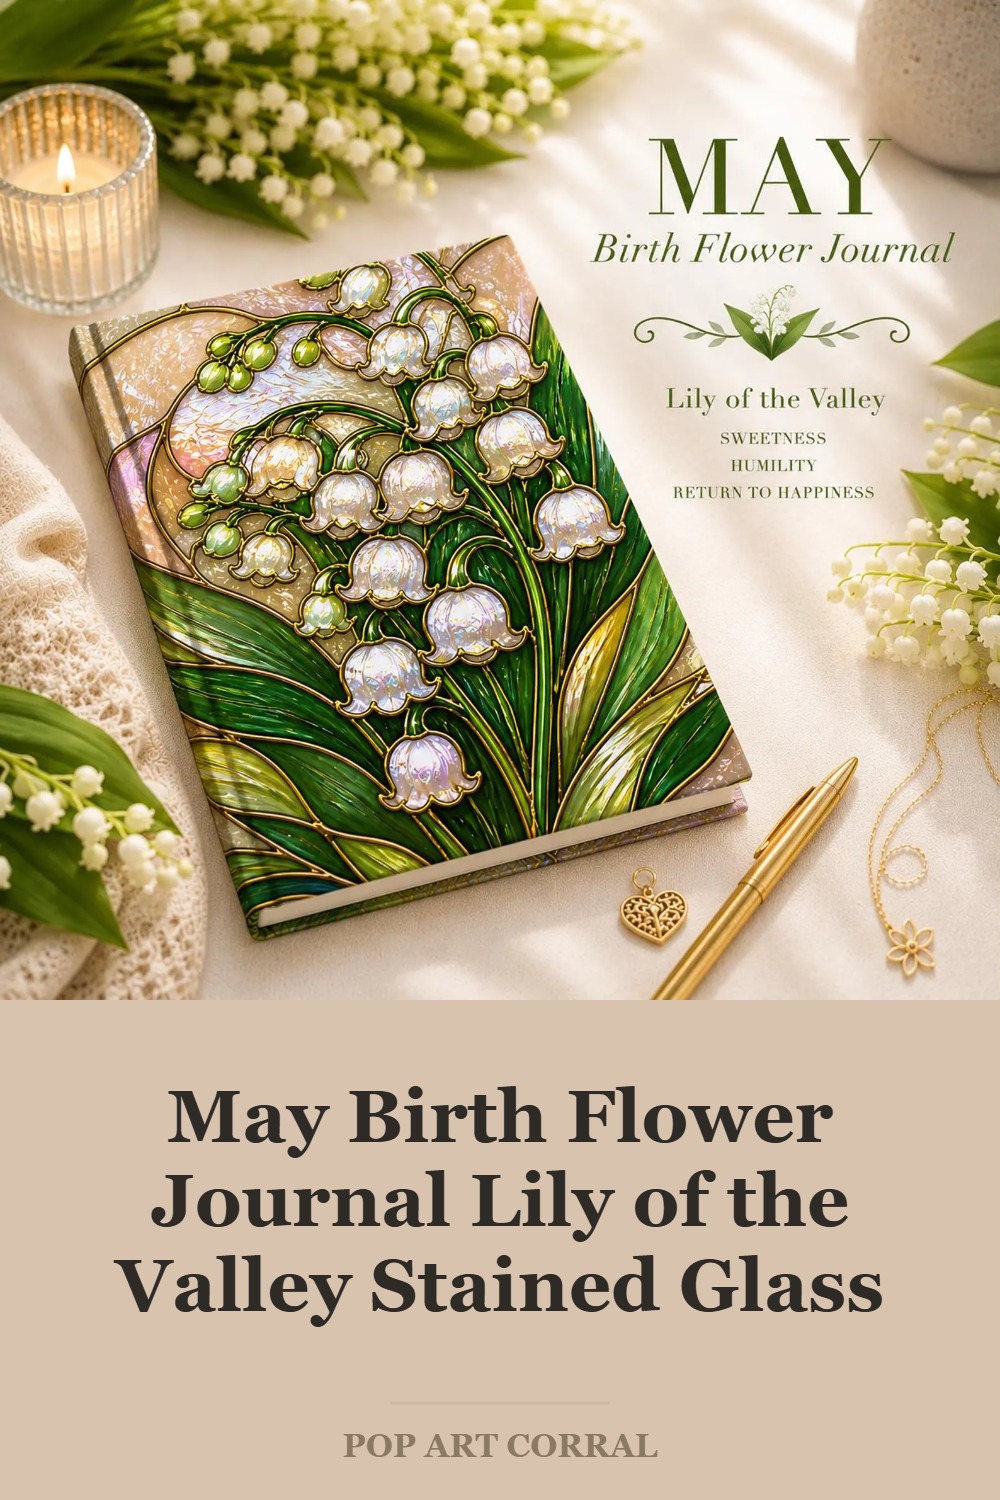 MAY
Birth Flower Journal
Lily of the Valley
SWEETNESS
HUMILITY
RETURN TO HAPPINESS
May Birth Flower
Journal Lily of the
Valley Stained Glass
POP ART CORRAL